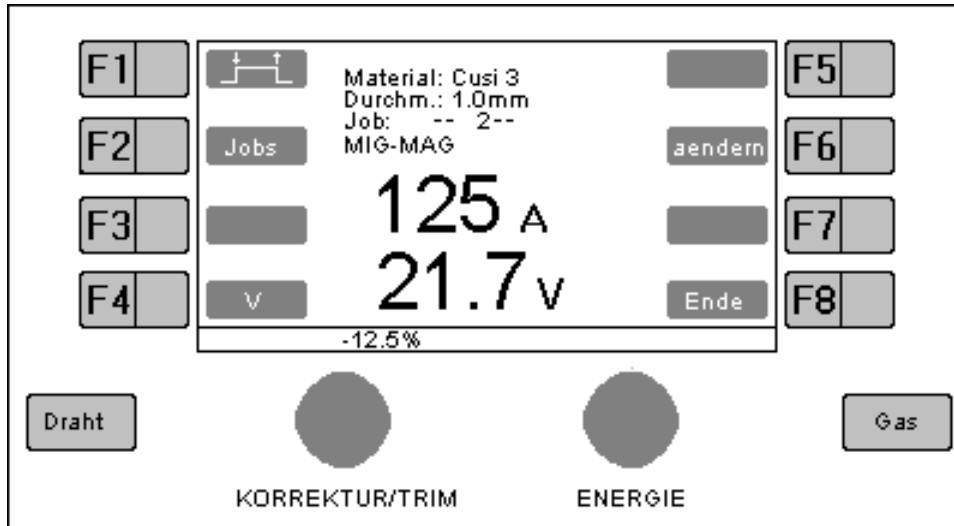 F1
Material: Cusi 3
F5
Durchm.: 1.0mm
Job: -- 2--
F2
Jobs
MIG-MAG
aendern
F6
125 A
F3
F7
21.7 V
F4
V
Ende
F8
-12.5%
Draht
Gas
KORREKTUR/TRIM
ENERGIE